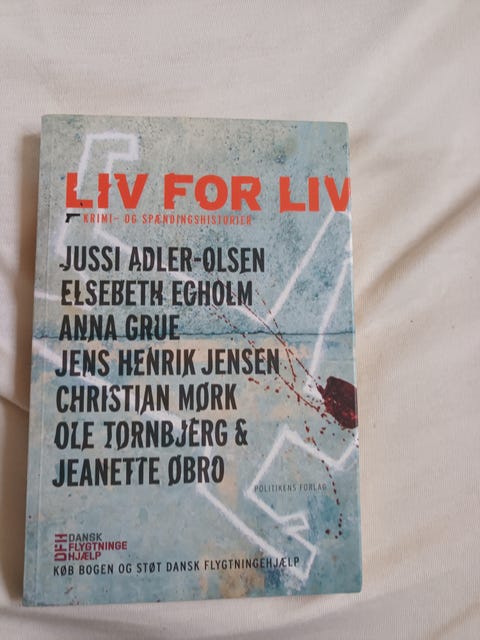 LIV FOR LIV
KRIMI- OG SPÆNDINGSHISTORIER
JUSSI ADLER-OLSEN
ELSEBETH EGHOLM
ANNA GRUE
JENS HENRIK JENSEN
CHRISTIAN MØRK
OLE TORNBJERG &
JEANETTE ØBRO
POLITIKENS FORLAG
DFH DANSK
FLYGTNINGE
HJÆLP
KØB BOGEN OG STØT DANSK FLYGTNINGEHJÆLP